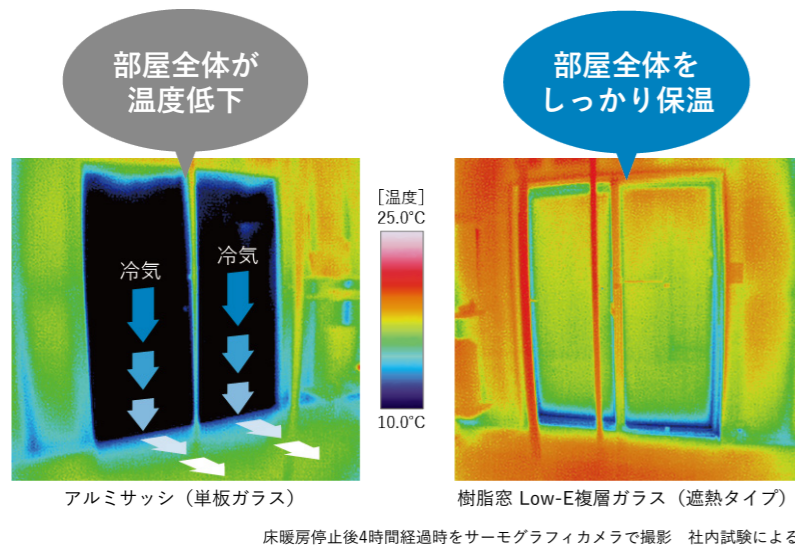 部屋全体が
温度低下
部屋全体を
しっかり保温
[温度]
25.0°C
冷気
冷気
10.0°C
アルミサッシ（単板ガラス）
樹脂窓 Low-E複層ガラス（遮熱タイプ）
床暖房停止後4時間経過時をサーモグラフィカメラで撮影　社内試験による